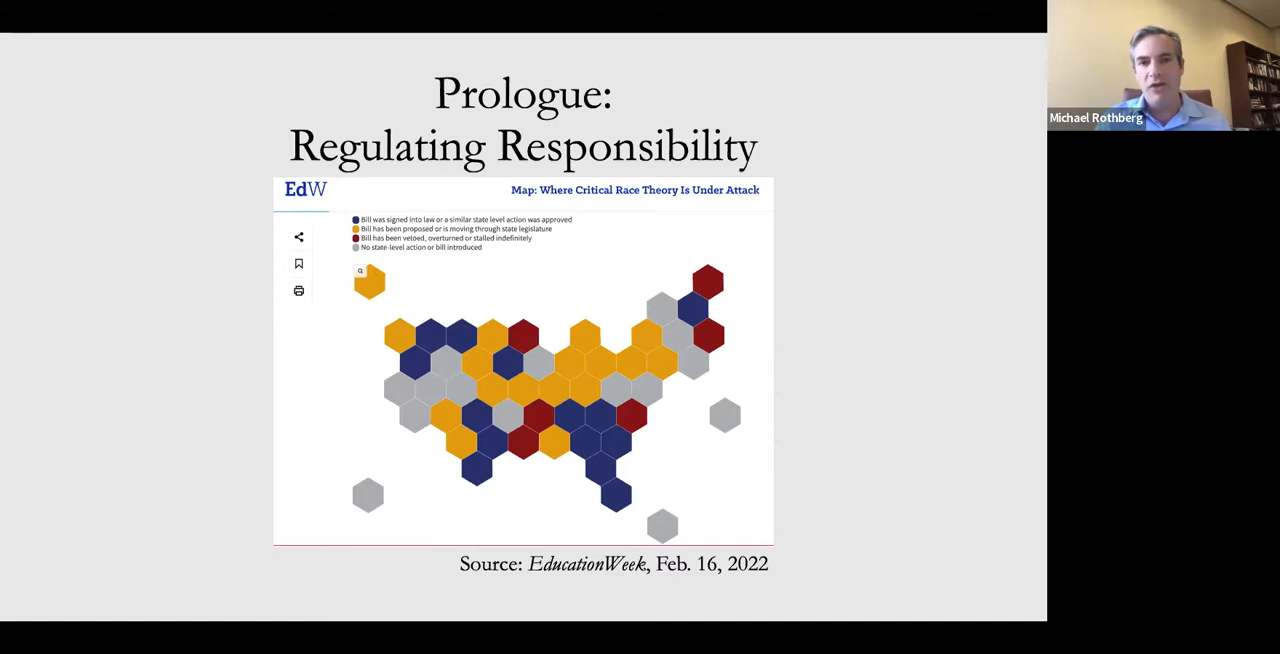 Prologue:
Regulating Responsibility
EdW
Map: Where Critical Race Theory Is Under Attack
Bill was signed into law or a similar state level action was approved
Bill has been proposed or is moving through state legislature
Bill has been vetoed, overturned or stalled indefinitely
No state-level action or bill introduced
Source: EducationWeek, Feb. 16, 2022
Michael Rothberg